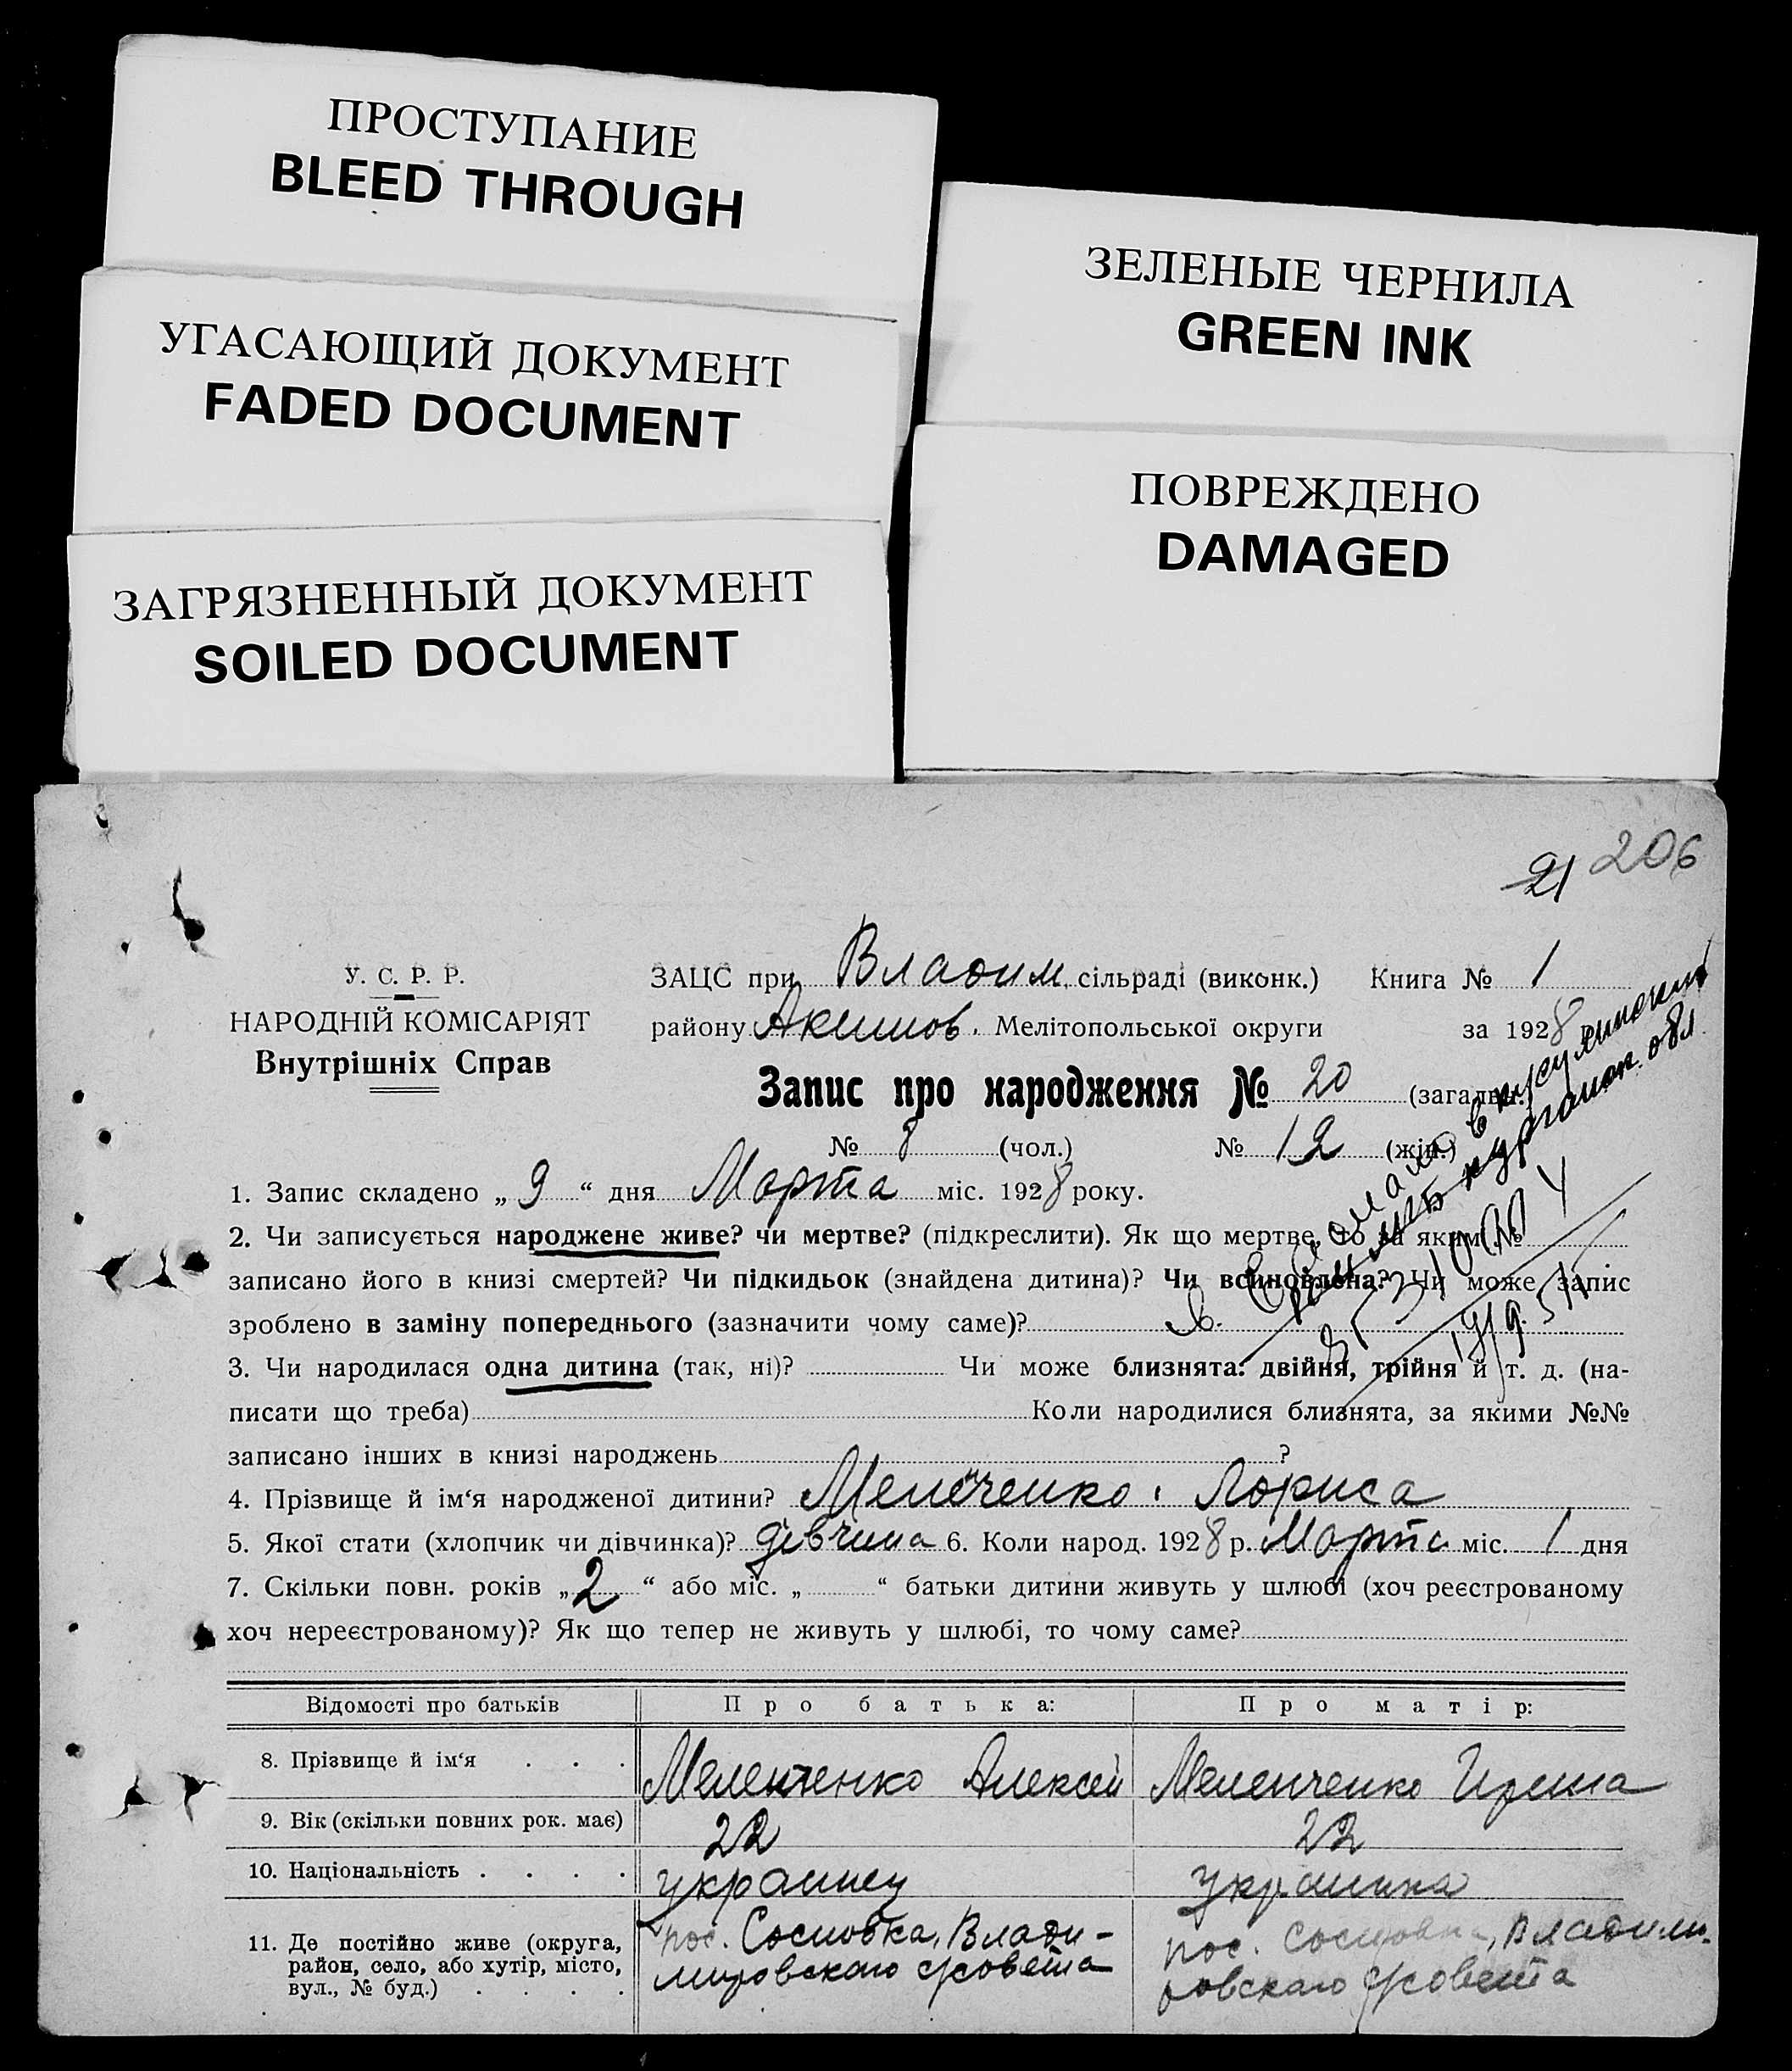 ПРОСТУПАНИЕ
BLEED THROUGH
ЗЕЛЕНЫЕ ЧЕРНИЛА
GREEN INK
УГАСАЮЩИЙ ДОКУМЕНТ
FADED DOCUMENT
ПОВРЕЖДЕНО
DAMAGED
ЗАГРЯЗНЕННЫЙ ДОКУМЕНТ
SOILED DOCUMENT
21 206
У. С. Р. Р.
НАРОДНІЙ КОМІСАРІЯТ
Внутрішніх Справ
ЗАЦС при Владим. сільраді (виконк.) Книга № 1
району Акимов. Мелітопольської округи за 1928
Запис про народження № 20 (загальн.)
№ 8 (чол.) № 12 (жін.)
1. Запис складено „ 9 “ дня Марта міс. 1928 року.
2. Чи записується народжене живе? чи мертве? (підкреслити). Як що мертве, то за яким №
записано його в книзі смертей? Чи підкидьок (знайдена дитина)? Чи всиновлена? Чи може запис
зроблено в заміну попереднього (зазначити чому саме)?
3. Чи народилася одна дитина (так, ні)? Чи може близнята: двійня, трійня й т. д. (на-
писати що треба) Коли народилися близнята, за якими №№
записано інших в книзі народжень ?
4. Прізвище й ім‘я народженої дитини? Лориса
5. Якої стати (хлопчик чи дівчинка)? дівчина 6. Коли народ. 1928 р. Марта міс. 1 дня
7. Скільки повн. років „ 2 “ або міс. „ “ батьки дитини живуть у шлюбі (хоч реєстрованому
хоч нереєстрованому)? Як що тепер не живуть у шлюбі, то чому саме?
Відомості про батьків Про батька: Про матір:
8. Прізвище й ім‘я . . . Меленченко Алексей Меленченко Ирина
9. Вік (скільки повних рок. має) 22 22
10. Національність . . . . украинец украинка
11. Де постійно живе (округа,
район, село, або хутір, місто,
вул., № буд.) . . . .
пос. Сосновка, Влади-
мировскаго с/совета
пос. Сосновка, Владими-
ровскаго с/совета